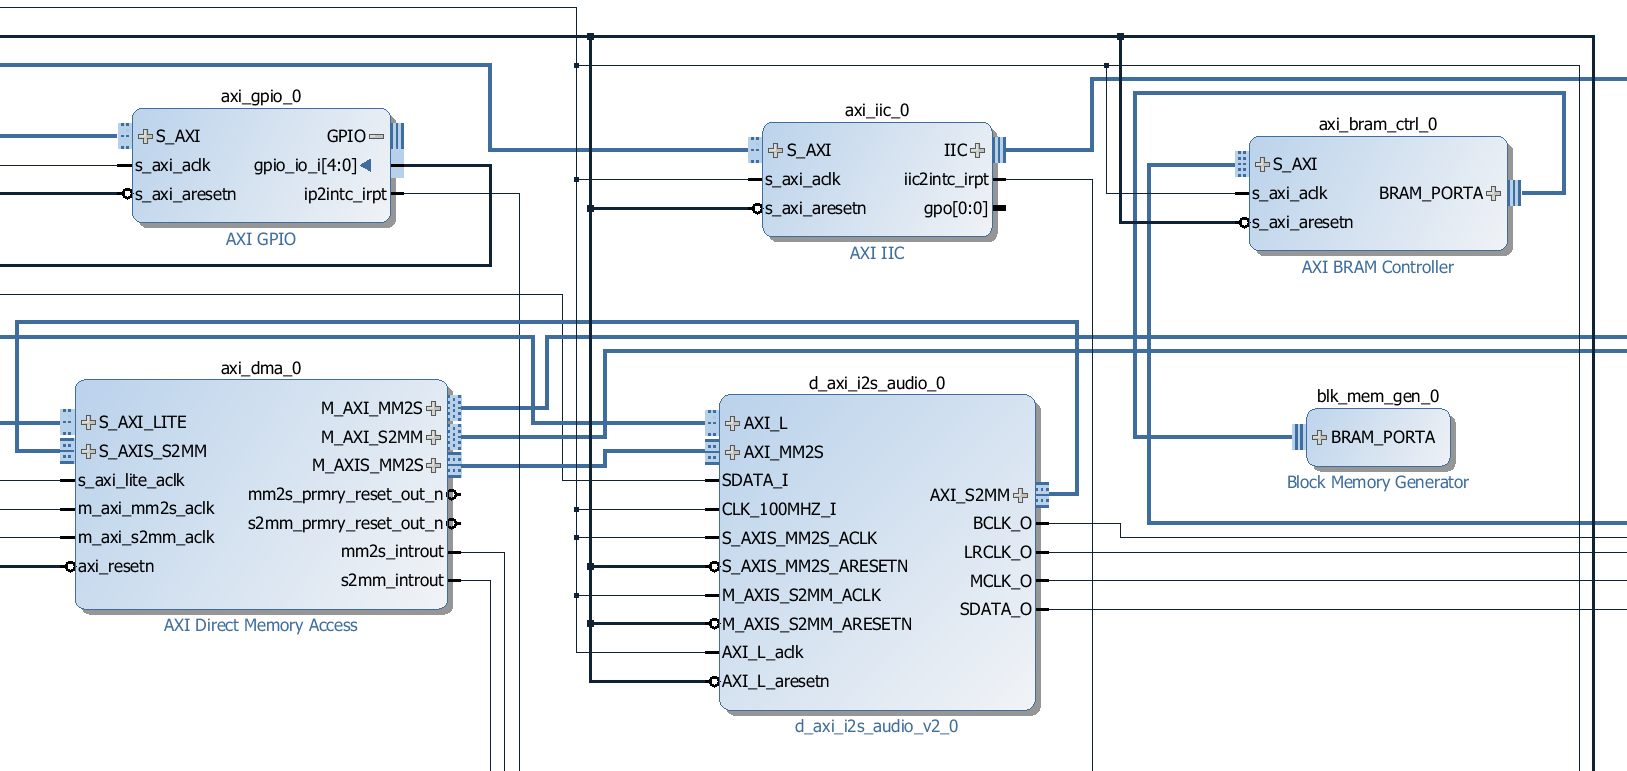 axi_gpio_0
S_AXI
GPIO
s_axi_aclk
gpio_io_i[4:0]
s_axi_aresetn
ip2intc_irpt
AXI GPIO
axi_iic_0
S_AXI
IIC
s_axi_aclk
iic2intc_irpt
s_axi_aresetn
gpo[0:0]
AXI IIC
axi_bram_ctrl_0
S_AXI
s_axi_aclk
BRAM_PORTA
s_axi_aresetn
AXI BRAM Controller
axi_dma_0
M_AXI_MM2S
S_AXI_LITE
M_AXI_S2MM
S_AXIS_S2MM
M_AXIS_MM2S
s_axi_lite_aclk
mm2s_prmry_reset_out_n
m_axi_mm2s_aclk
s2mm_prmry_reset_out_n
m_axi_s2mm_aclk
mm2s_introut
axi_resetn
s2mm_introut
AXI Direct Memory Access
d_axi_i2s_audio_0
AXI_L
AXI_MM2S
SDATA_I
AXI_S2MM
CLK_100MHZ_I
BCLK_O
S_AXIS_MM2S_ACLK
LRCLK_O
S_AXIS_MM2S_ARESETN
MCLK_O
M_AXIS_S2MM_ACLK
SDATA_O
M_AXIS_S2MM_ARESETN
AXI_L_aclk
AXI_L_aresetn
d_axi_i2s_audio_v2_0
blk_mem_gen_0
BRAM_PORTA
Block Memory Generator